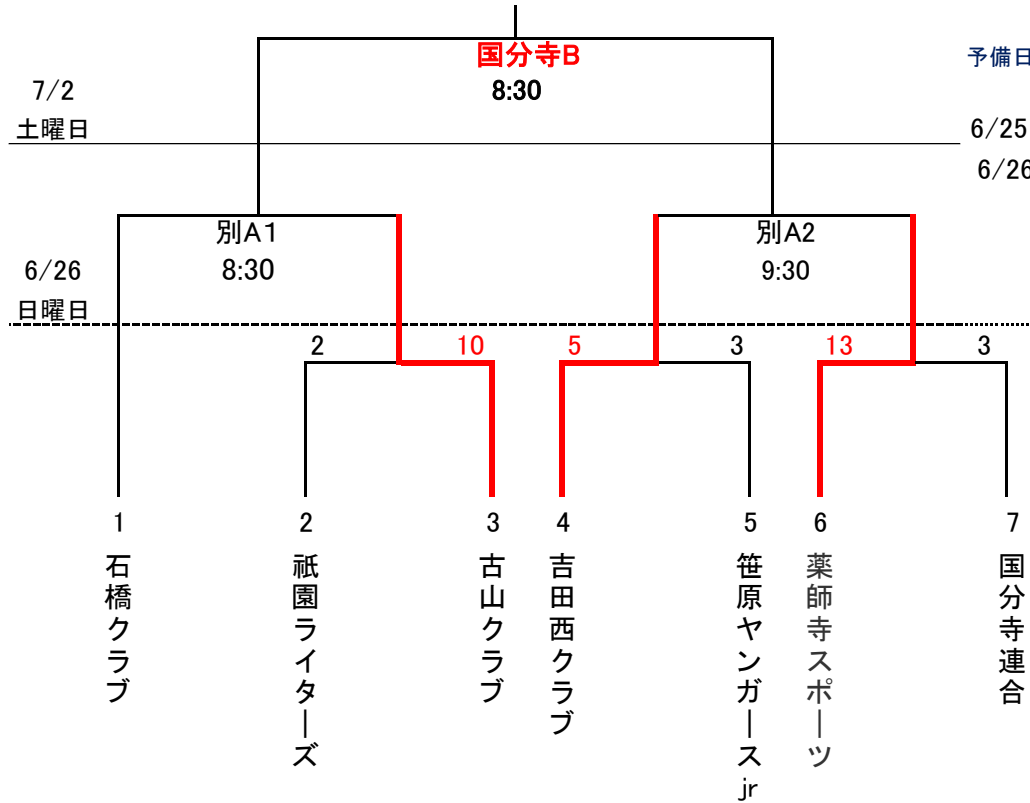 国分寺B
予備日
7/2
8:30
土曜日
6/25
6/26
別A1
別A2
6/26
8:30
9:30
日曜日
2
10
5
3
13
3
1
2
3
4
5
6
7
石橋クラブ
祇園ライターズ
古山クラブ
吉田西クラブ
笹原ヤンガースjr
薬師寺スポーツ
国分寺連合